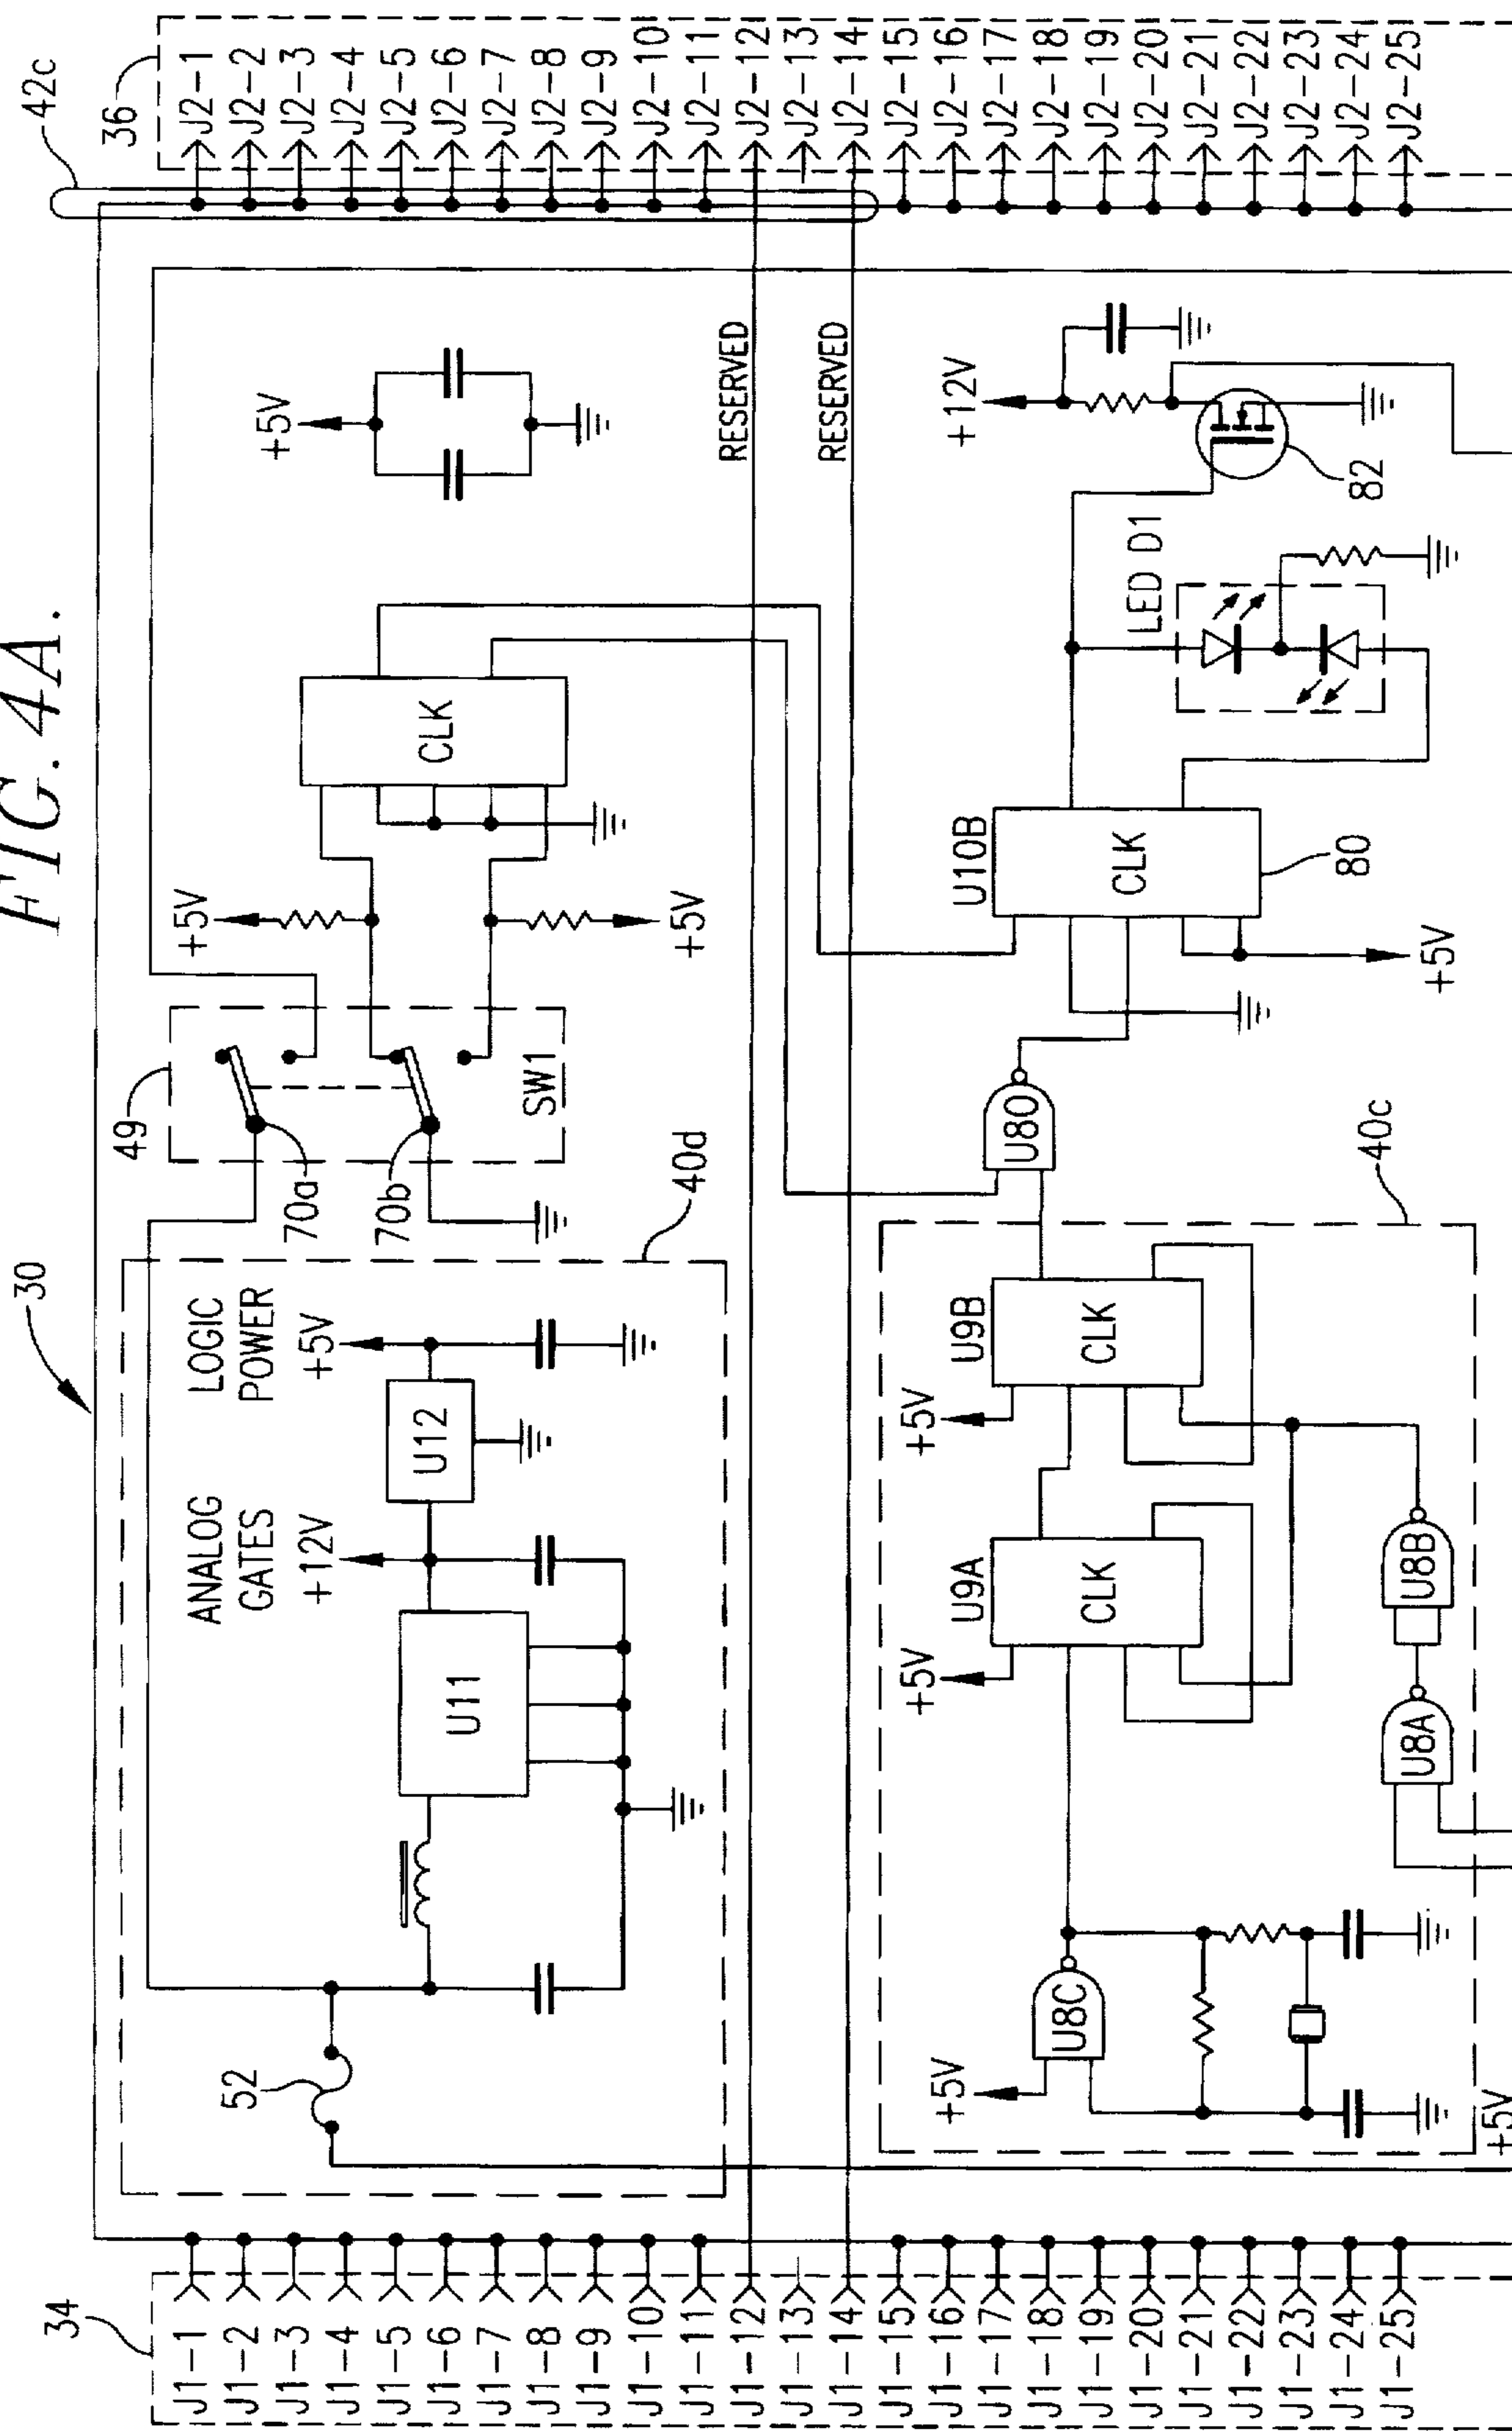 FIG. 4A.
30
34
J1-1
J1-2
J1-3
J1-4
J1-5
J1-6
J1-7
J1-8
J1-9
J1-10
J1-11
J1-12
J1-13
J1-14
J1-15
J1-16
J1-17
J1-18
J1-19
J1-20
J1-21
J1-22
J1-23
J1-24
J1-25
52
ANALOG
GATES
+12V
LOGIC
POWER
+5V
U11
U12
40d
49
70a
70b
SW1
+5V
+5V
CLK
+5V
RESERVED
RESERVED
42c
36
J2-1
J2-2
J2-3
J2-4
J2-5
J2-6
J2-7
J2-8
J2-9
J2-10
J2-11
J2-12
J2-13
J2-14
J2-15
J2-16
J2-17
J2-18
J2-19
J2-20
J2-21
J2-22
J2-23
J2-24
J2-25
+5V
U8C
+5V
U9A
CLK
+5V
U9B
CLK
U8A
U8B
40c
U80
U10B
CLK
80
+5V
LED D1
+12V
82
+5V